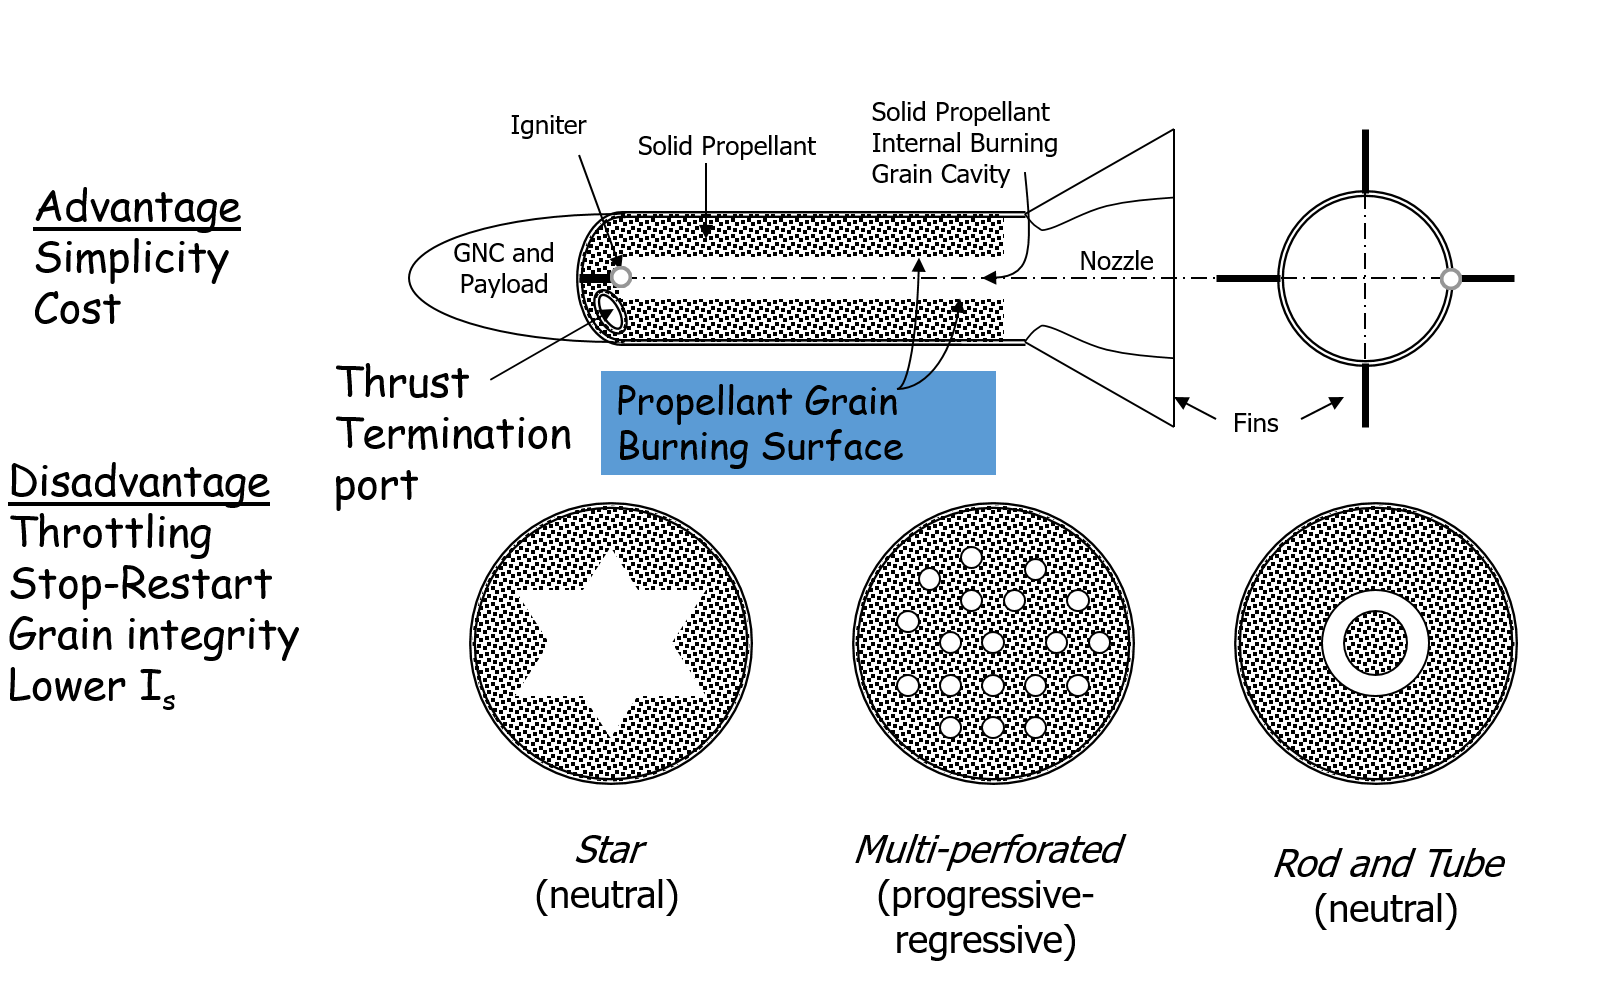 Advantage
Simplicity
Cost
Disadvantage
Throttling
Stop-Restart
Grain integrity
Lower Is
Igniter
Solid Propellant
Solid Propellant
Internal Burning
Grain Cavity
GNC and
Payload
Nozzle
Thrust
Termination
port
Propellant Grain
Burning Surface
Fins
Star
(neutral)
Multi-perforated
(progressive-
regressive)
Rod and Tube
(neutral)